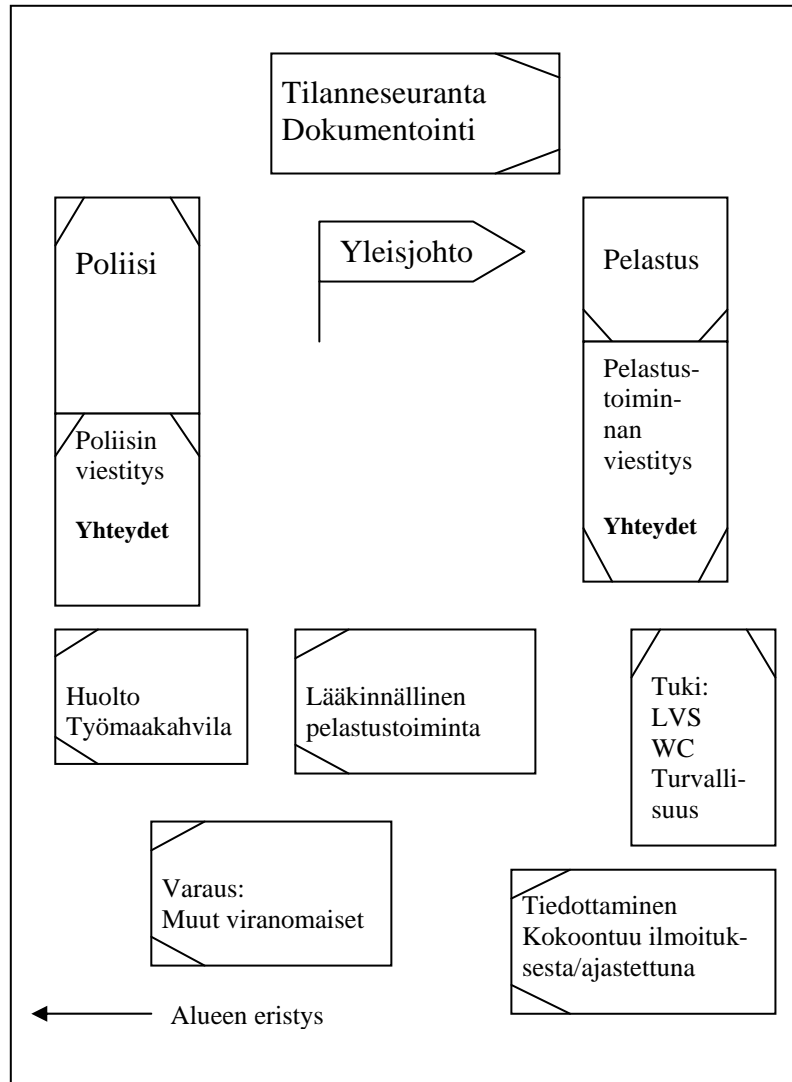 Tilanneseuranta
Dokumentointi
Poliisi
Yleisjohto
Pelastus
Poliisin
viestitys
Yhteydet
Pelastus-
toimin-
nan
viestitys
Yhteydet
Huolto
Työmaakahvila
Lääkinnällinen
pelastustoiminta
Tuki:
LVS
WC
Turvalli-
suus
Varaus:
Muut viranomaiset
Tiedottaminen
Kokoontuu ilmoituk-
sesta/ajastettuna
Alueen eristys